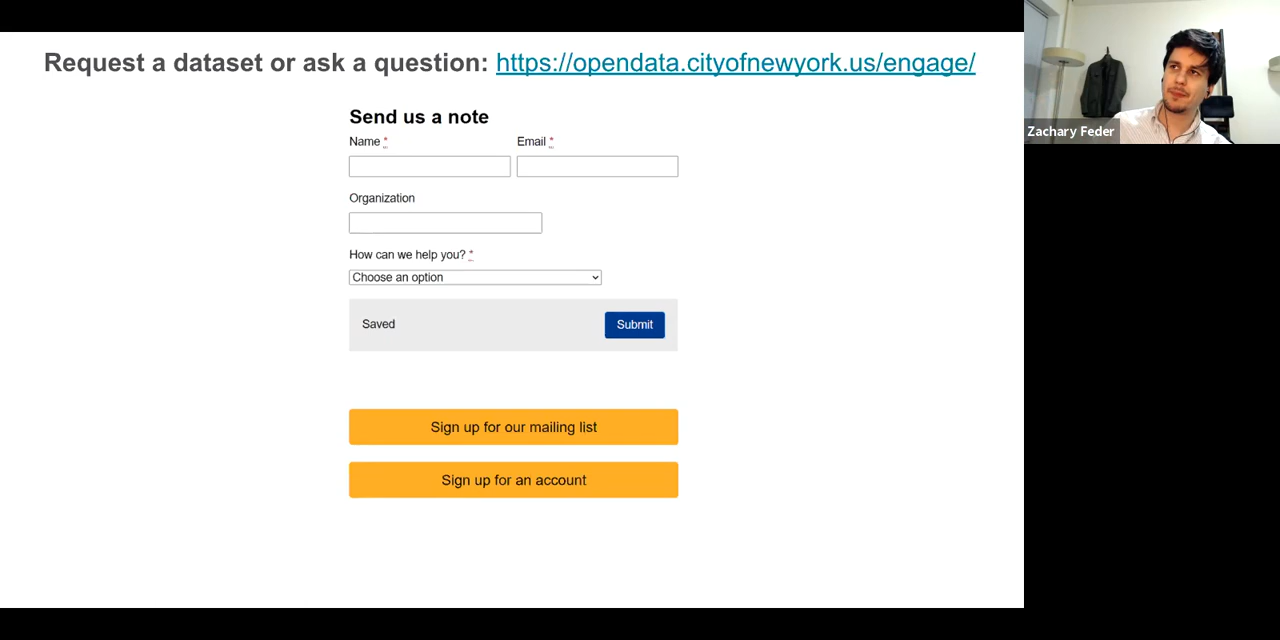 Request a dataset or ask a question: https://opendata.cityofnewyork.us/engage/
Send us a note
Name * Email *
Organization
How can we help you? *
Choose an option
Saved Submit
Sign up for our mailing list
Sign up for an account
Zachary Feder